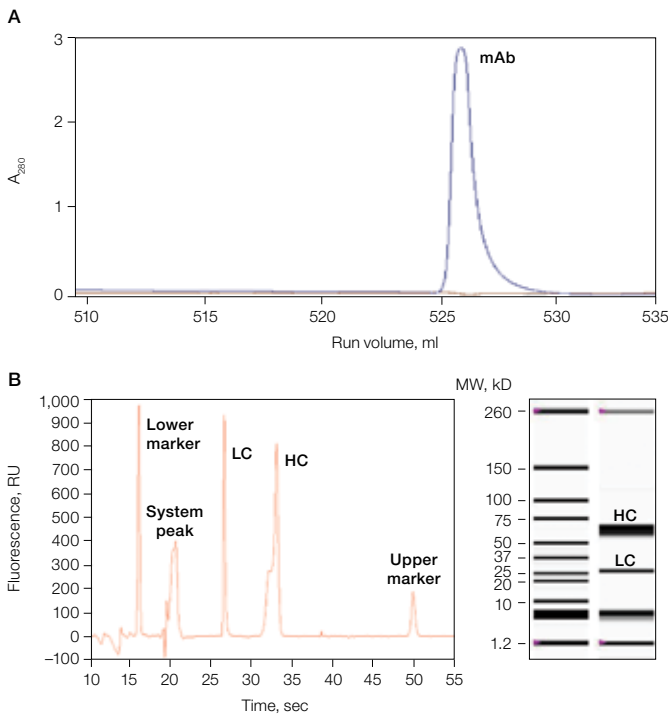 A
3
2
1
0
A280
mAb
510 515 520 525 530 535
Run volume, ml
B
1,000
900
800
700
600
500
400
300
200
100
0
–100
Fluorescence, RU
Lower
marker
System
peak
LC
HC
Upper
marker
10 15 20 25 30 35 40 45 50 55
Time, sec
MW, kD
260
150
100
75
50
37
25
20
10
1.2
HC
LC